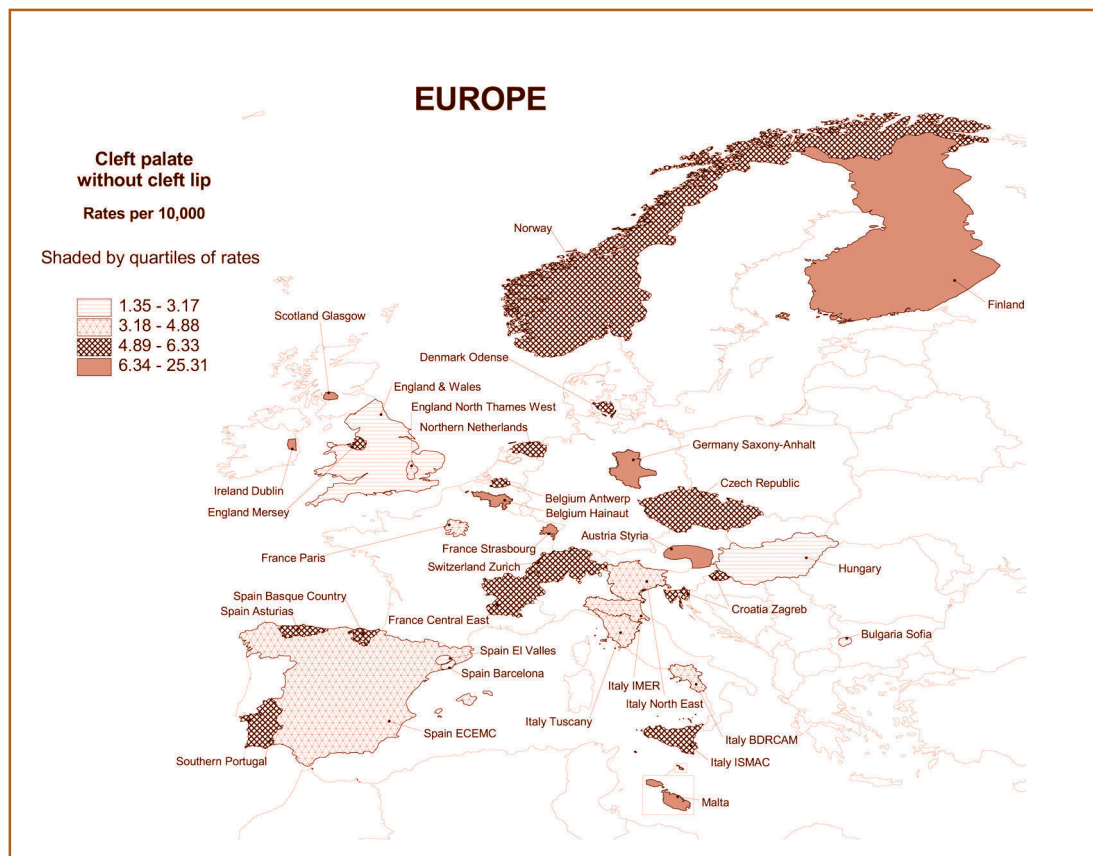 EUROPE
Cleft palate
without cleft lip
Rates per 10,000
Shaded by quartiles of rates
1.35 - 3.17
3.18 - 4.88
4.89 - 6.33
6.34 - 25.31
Norway
Finland
Scotland Glasgow
Denmark Odense
England & Wales
England North Thames West
Northern Netherlands
Germany Saxony-Anhalt
Ireland Dublin
Czech Republic
Belgium Antwerp
England Mersey
Belgium Hainaut
Austria Styria
France Paris
France Strasbourg
Switzerland Zurich
Hungary
Spain Basque Country
Spain Asturias
France Central East
Croatia Zagreb
Bulgaria Sofia
Spain El Valles
Spain Barcelona
Italy IMER
Italy North East
Italy Tuscany
Spain ECEMC
Italy BDRCAM
Southern Portugal
Italy ISMAC
Malta